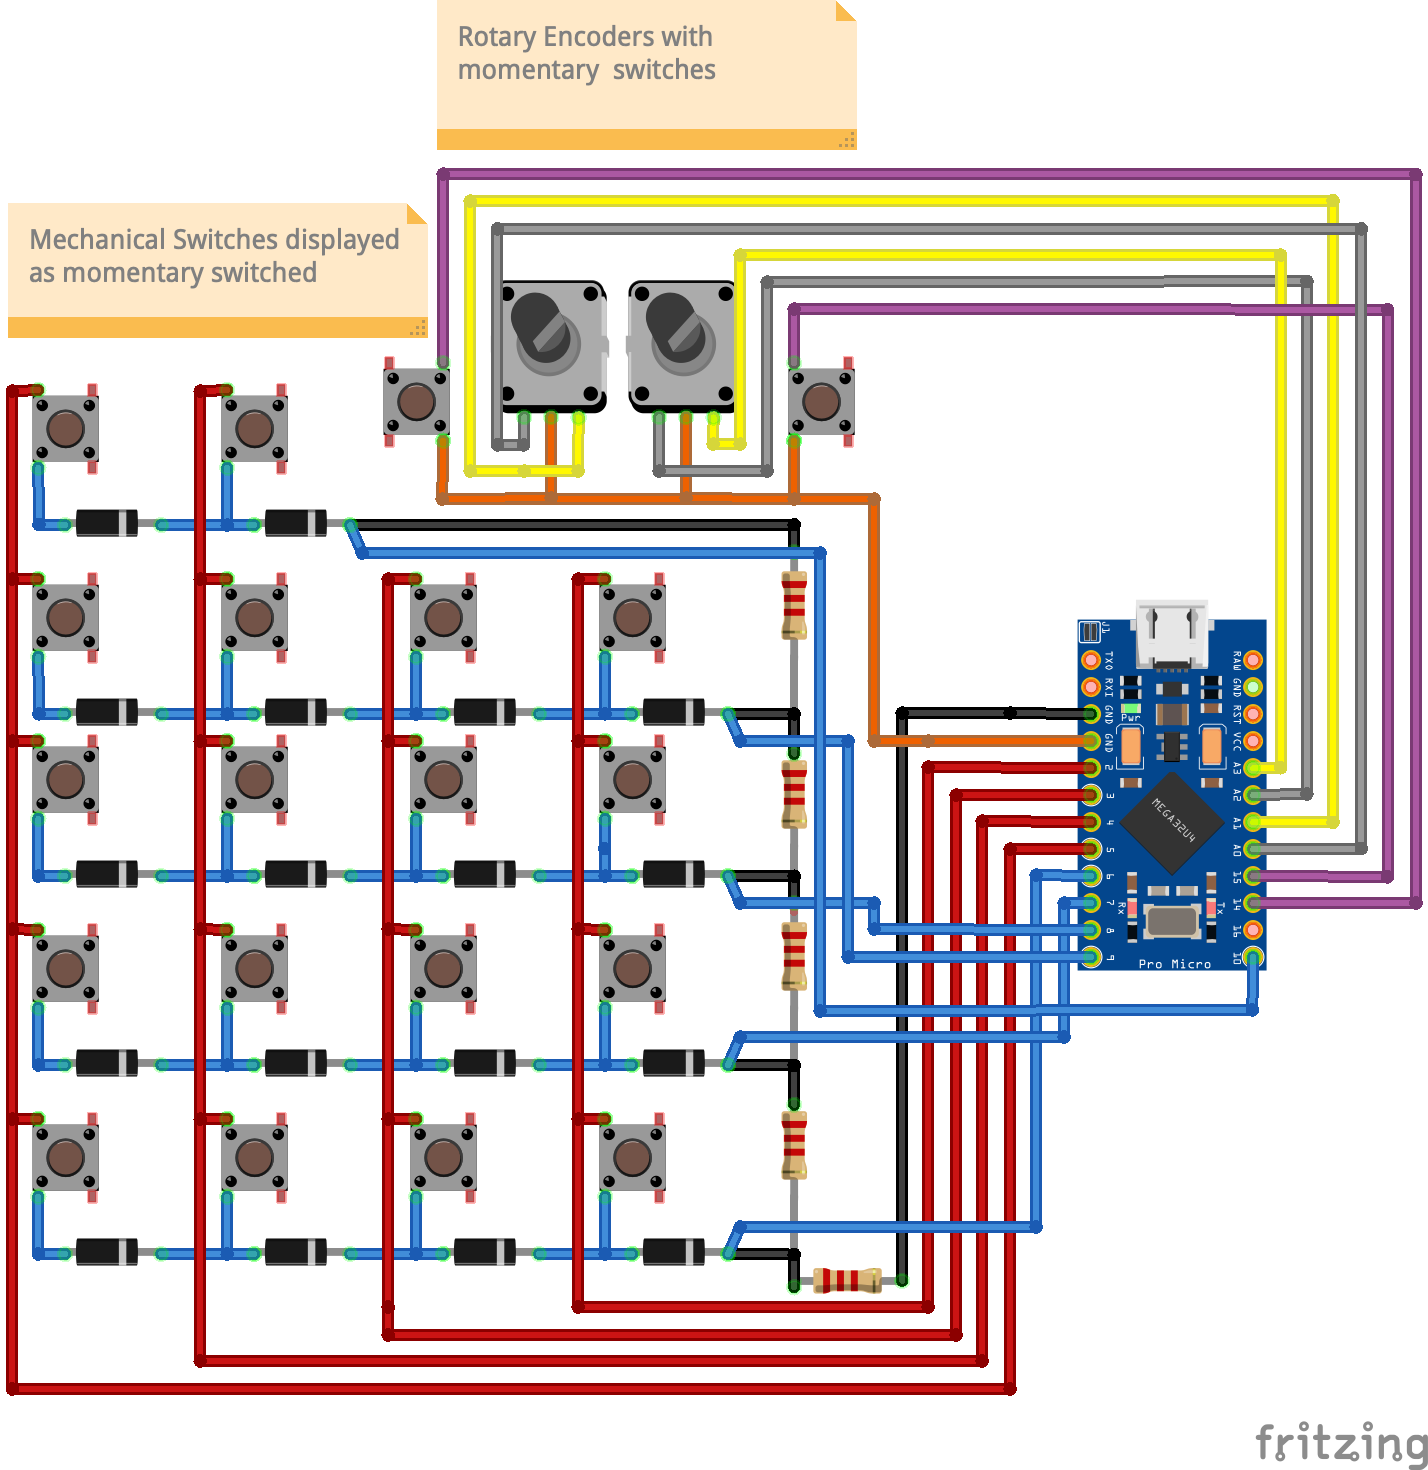 Rotary Encoders with
momentary  switches
Mechanical Switches displayed
as momentary switched
J1
TXO
RXI
GND
GND
2
3
4
5
6
7
8
9
RAW
GND
RST
VCC
A3
A2
A1
A0
15
14
16
10
Pwr
MEGA32U4
Rx
Tx
Pro Micro
fritzing